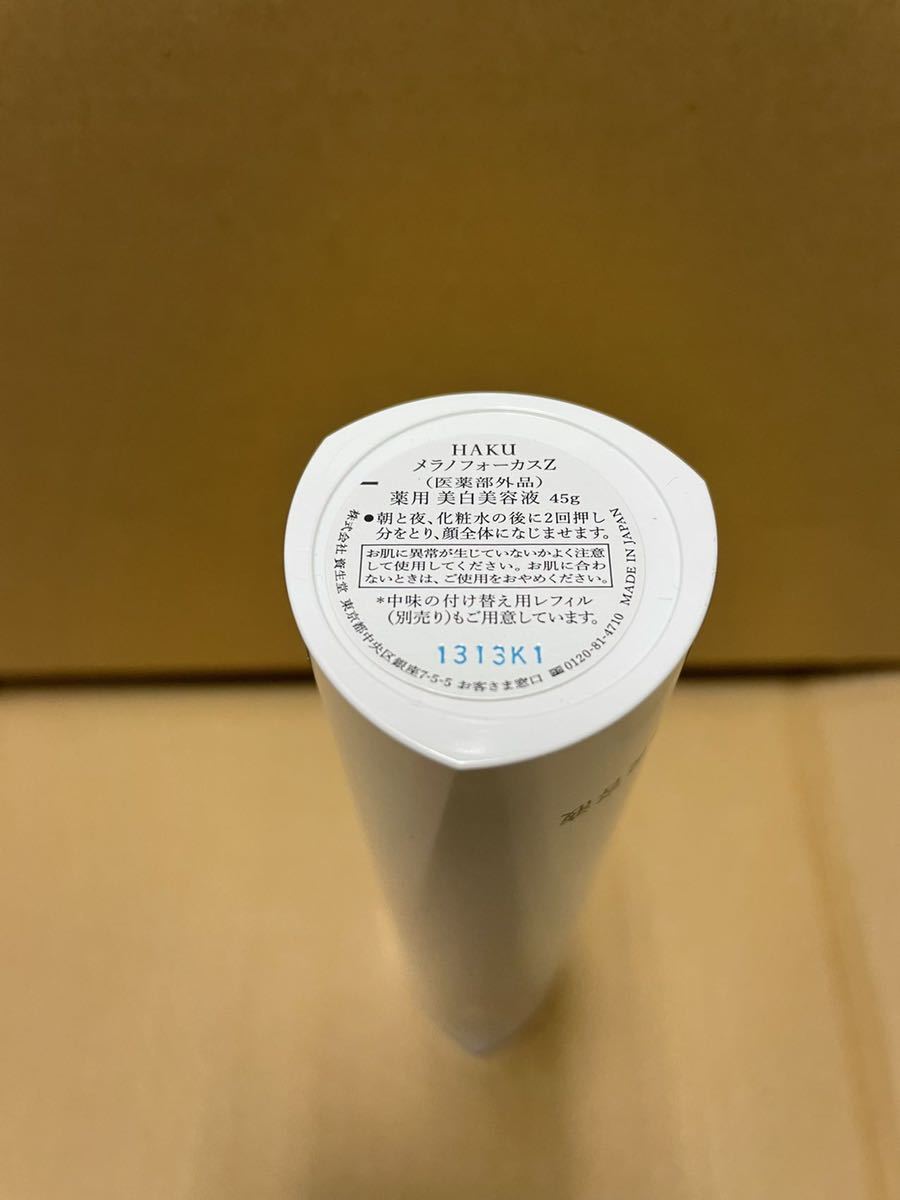 HAKU
メラノフォーカスZ
（医薬部外品）
薬用 美白美容液 45g
●朝と夜、化粧水の後に2回押し
分をとり、顔全体になじませます。
お肌に異常が生じていないかよく注意
して使用してください。お肌に合わ
ないときは、ご使用をおやめください。
*中味の付け替え用レフィル
(別売り)もご用意しています。
1313K1
株式会社 資生堂 東京都中央区銀座7-5-5 お客さま窓口 0120-81-4710 MADE IN JAPAN